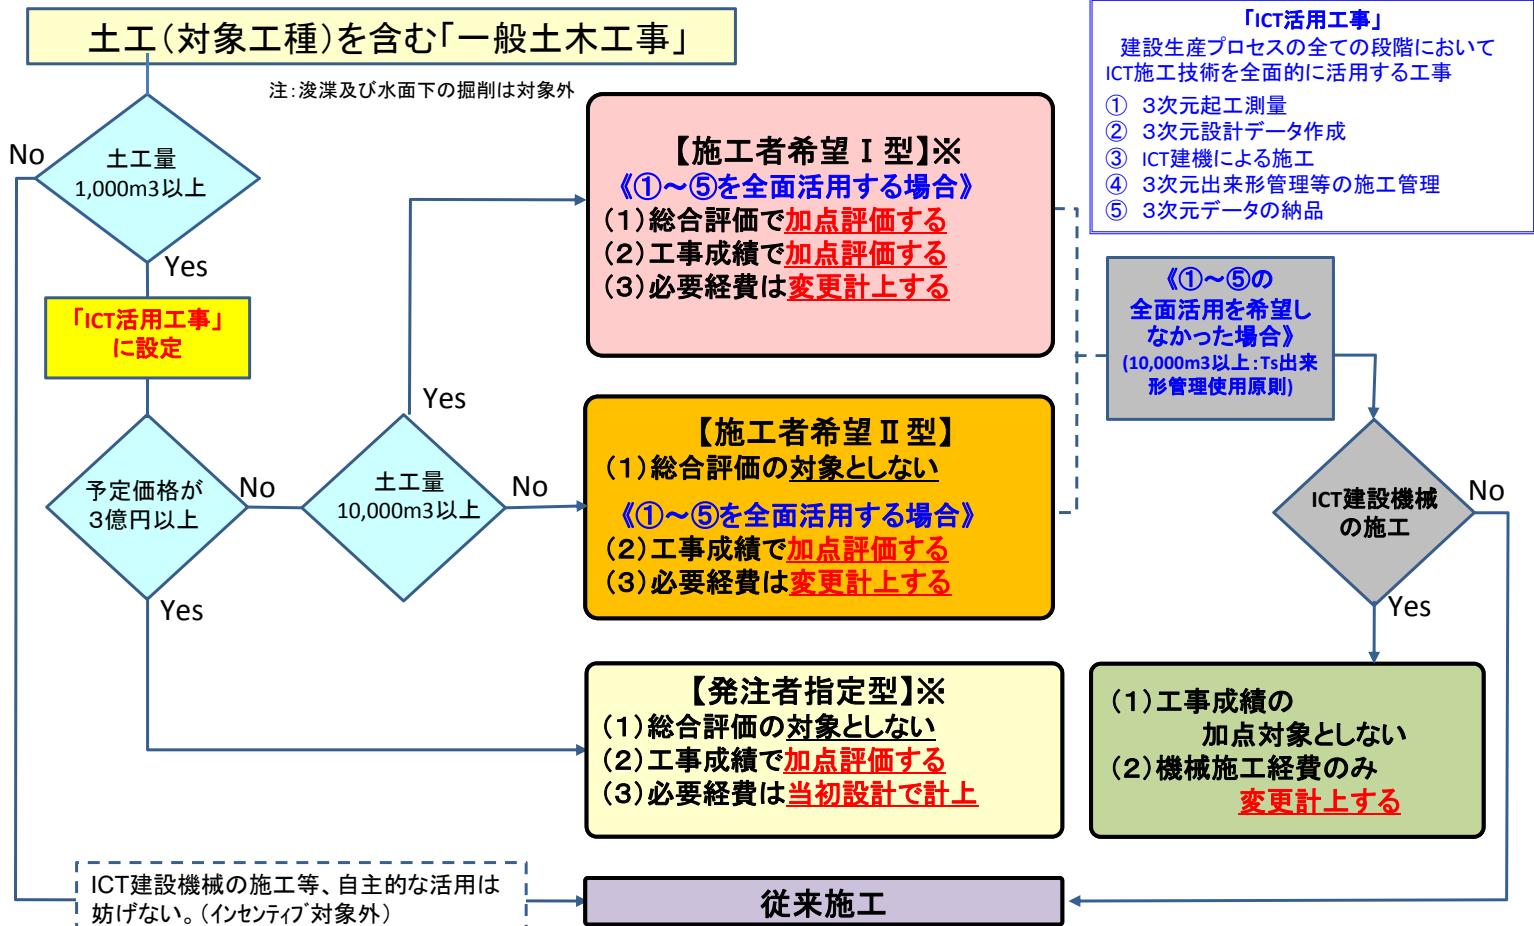 土工(対象工種)を含む「一般土木工事」
注:浚渫及び水面下の掘削は対象外
「ICT活用工事」
建設生産プロセスの全ての段階において
ICT施工技術を全面的に活用する工事
① 3次元起工測量
② 3次元設計データ作成
③ ICT建機による施工
④ 3次元出来形管理等の施工管理
⑤ 3次元データの納品
No
土工量
1,000m3以上
Yes
「ICT活用工事」
に設定
予定価格が
3億円以上
No
Yes
土工量
10,000m3以上
Yes
No
【施工者希望Ⅰ型】※
《①~⑤を全面活用する場合》
(1)総合評価で加点評価する
(2)工事成績で加点評価する
(3)必要経費は変更計上する
【施工者希望Ⅱ型】
(1)総合評価の対象としない
《①~⑤を全面活用する場合》
(2)工事成績で加点評価する
(3)必要経費は変更計上する
【発注者指定型】※
(1)総合評価の対象としない
(2)工事成績で加点評価する
(3)必要経費は当初設計で計上
《①~⑤の
全面活用を希望し
なかった場合》
(10,000m3以上:Ts出来
形管理使用原則)
ICT建設機械
の施工
No
Yes
(1)工事成績の
加点対象としない
(2)機械施工経費のみ
変更計上する
ICT建設機械の施工等、自主的な活用は
妨げない。(インセンティブ対象外)
従来施工